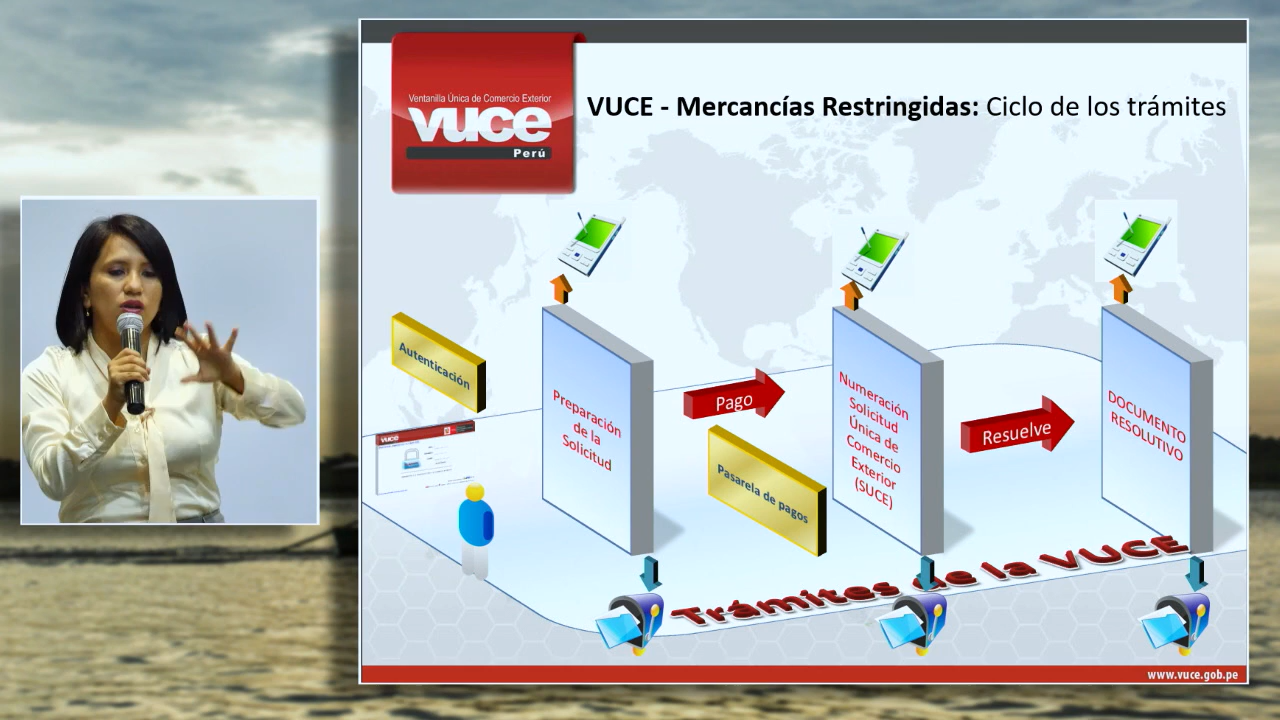 Ventanilla Única de Comercio Exterior
vuce
Perú
VUCE - Mercancías Restringidas: Ciclo de los trámites
Autenticación
vuce
Preparación
de la
Solicitud
Pago
Pasarela de pagos
Numeración
Solicitud
Única de
Comercio
Exterior
(SUCE)
Resuelve
DOCUMENTO
RESOLUTIVO
Trámites de la VUCE
www.vuce.gob.pe